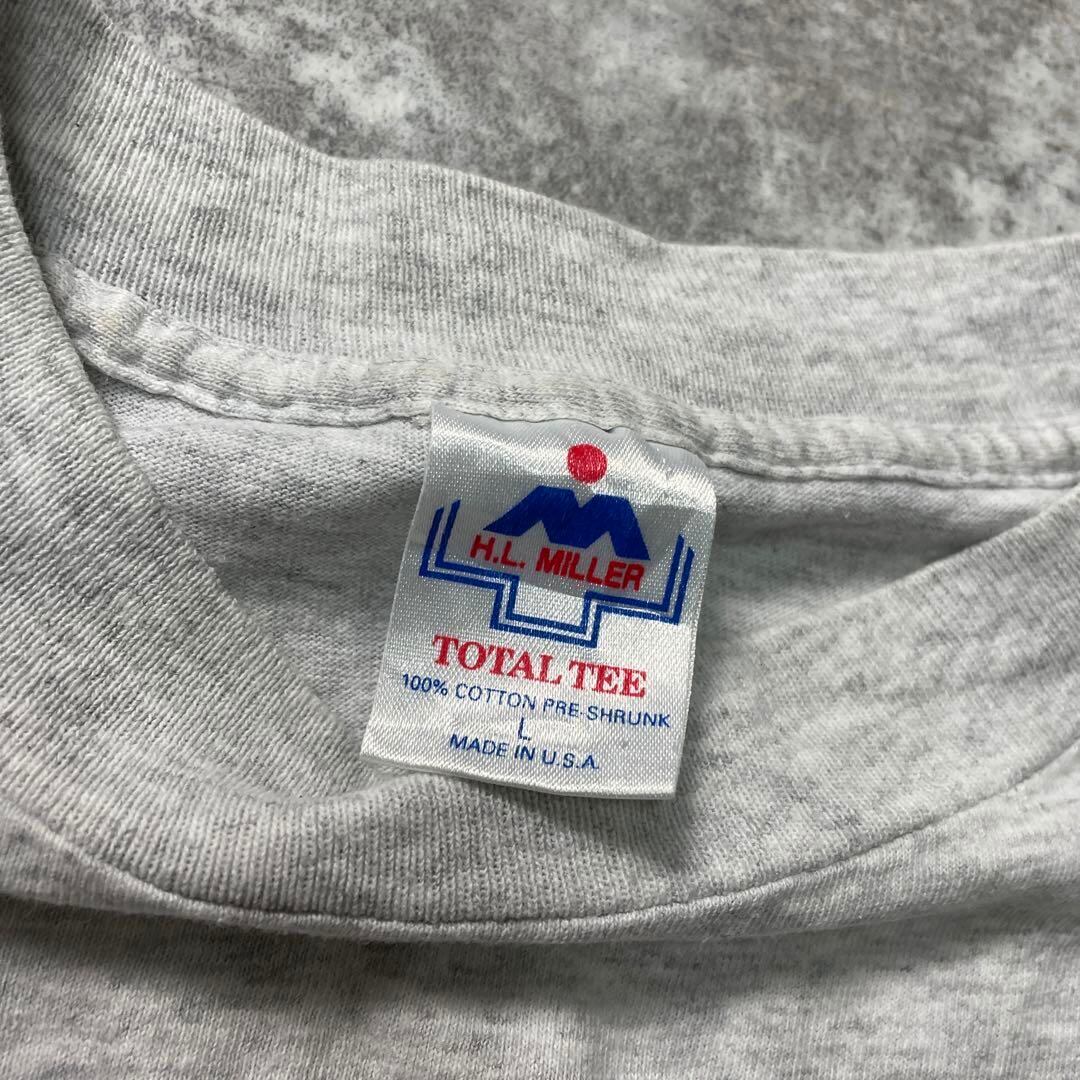 H.L. MILLER
TOTAL TEE
100% COTTON PRE-SHRUNK
L
MADE IN U.S.A.